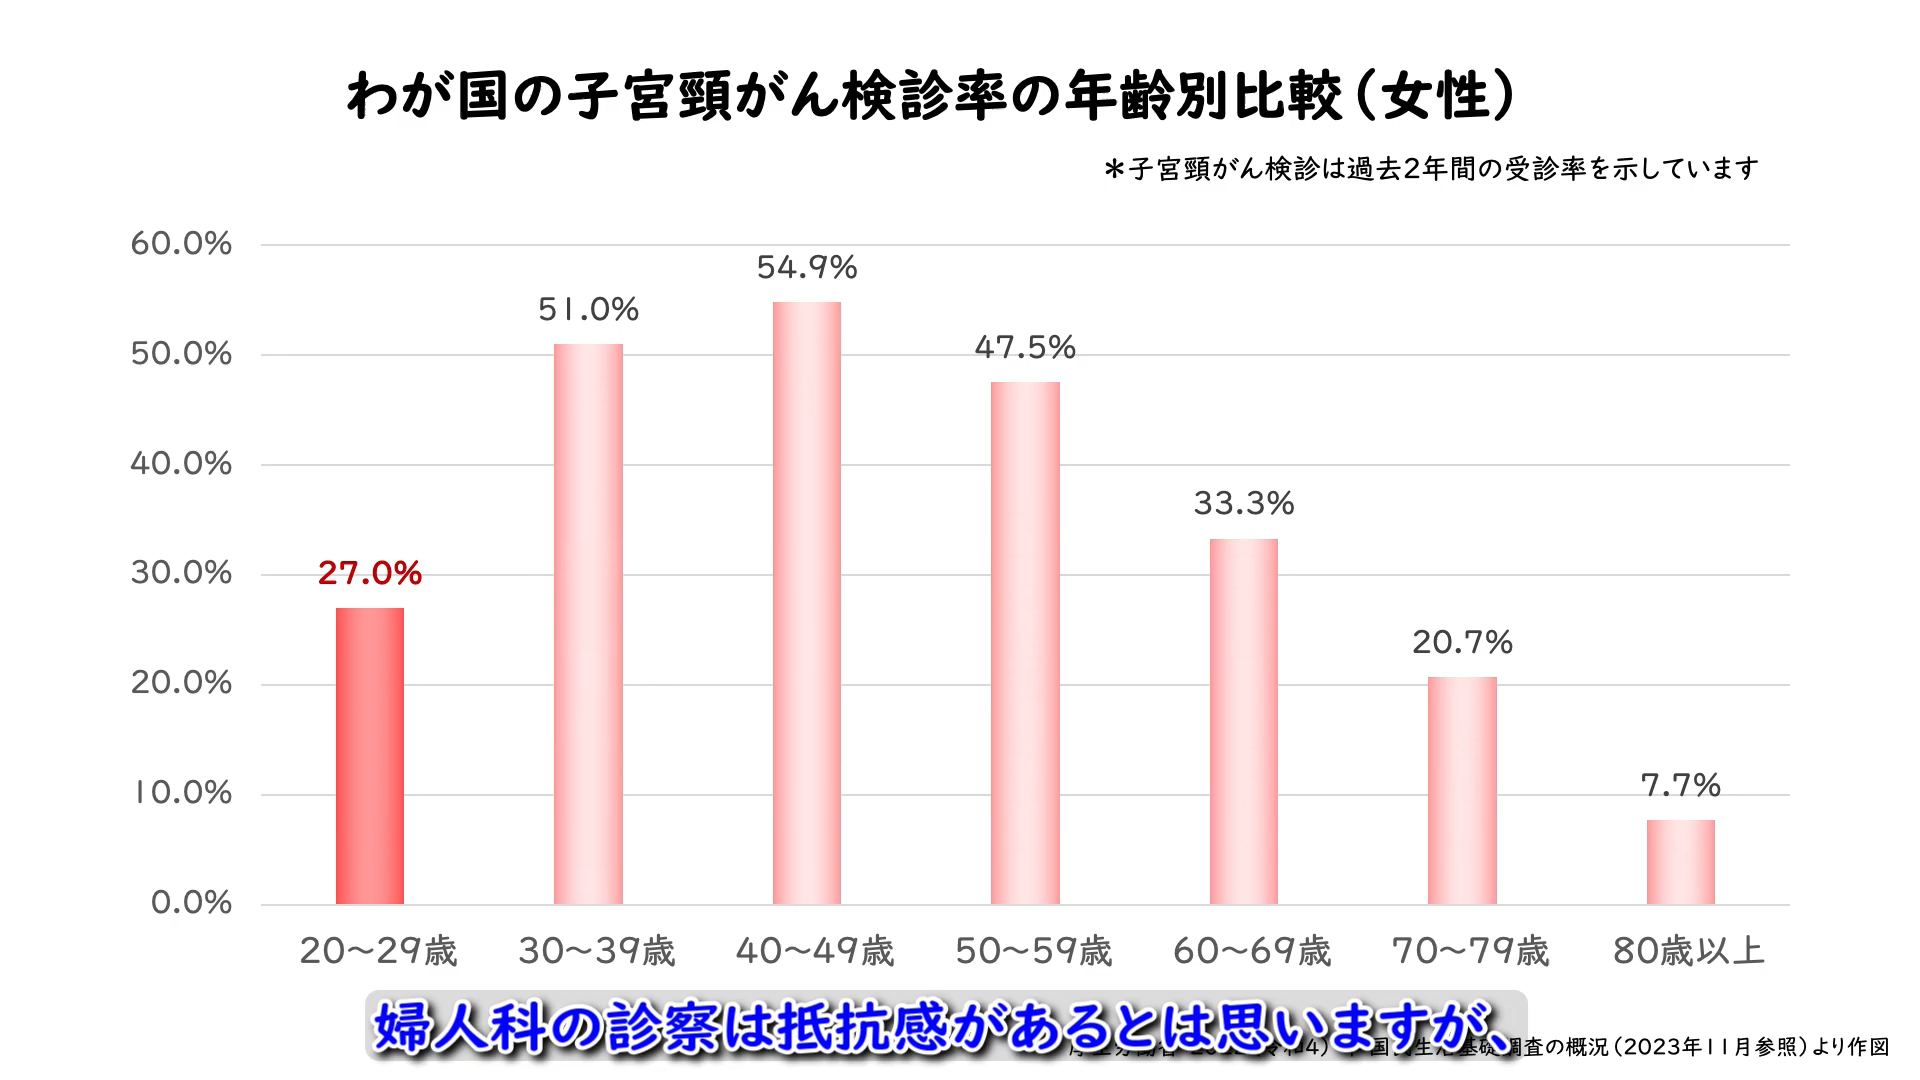 わが国の子宮頸がん検診率の年齢別比較(女性)
＊子宮頸がん検診は過去2年間の受診率を示しています
60.0%
50.0%
40.0%
30.0%
20.0%
10.0%
0.0%
27.0%
51.0%
54.9%
47.5%
33.3%
20.7%
7.7%
20～29歳
30～39歳
40～49歳
50～59歳
60～69歳
70～79歳
80歳以上
婦人科の診察は抵抗感があるとは思いますが、
調査の概況(2023年11月参照)より作図